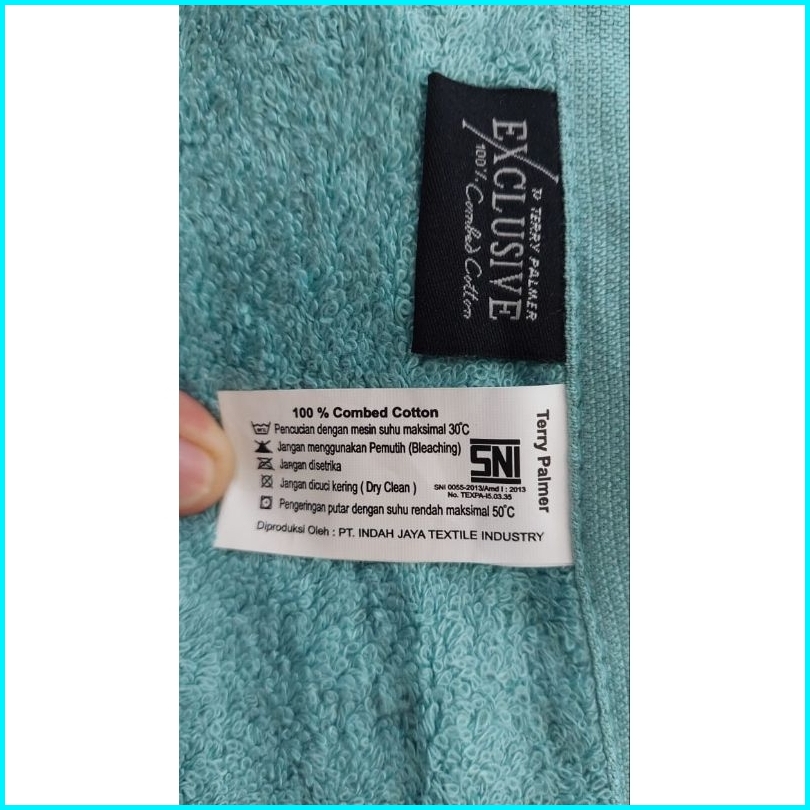 TERRY PALMER
EXCLUSIVE
100% Combed Cotton
100 % Combed Cotton
Pencucian dengan mesin suhu maksimal 30°C
Jangan menggunakan Pemutih (Bleaching)
Jangan disetrika
Jangan dicuci kering ( Dry Clean )
Pengeringan putar dengan suhu rendah maksimal 50°C
Diproduksi Oleh : PT. INDAH JAYA TEXTILE INDUSTRY
SNI
SNI 0055-2013/Amd I : 2013
No. TEXPA-I5.03.35
Terry Palmer